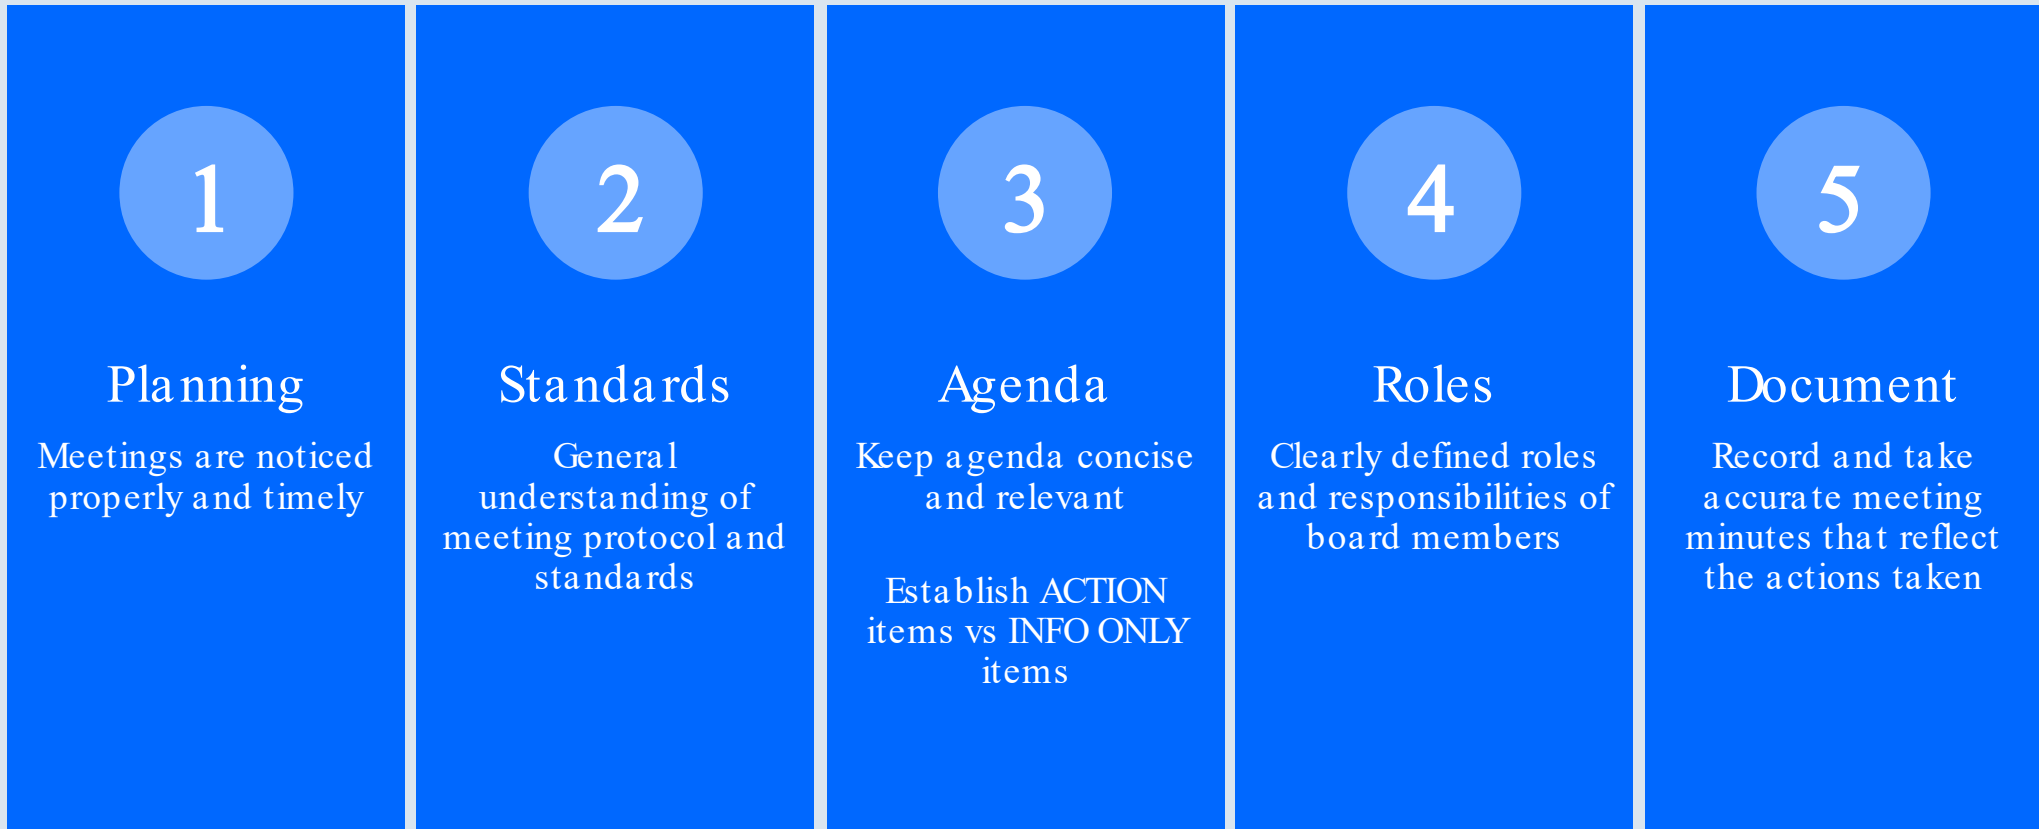 1
Planning
Meetings are noticed
properly and timely
2
Standards
General
understanding of
meeting protocol and
standards
3
Agenda
Keep agenda concise
and relevant
Establish ACTION
items vs INFO ONLY
items
4
Roles
Clearly defined roles
and responsibilities of
board members
5
Document
Record and take
accurate meeting
minutes that reflect
the actions taken